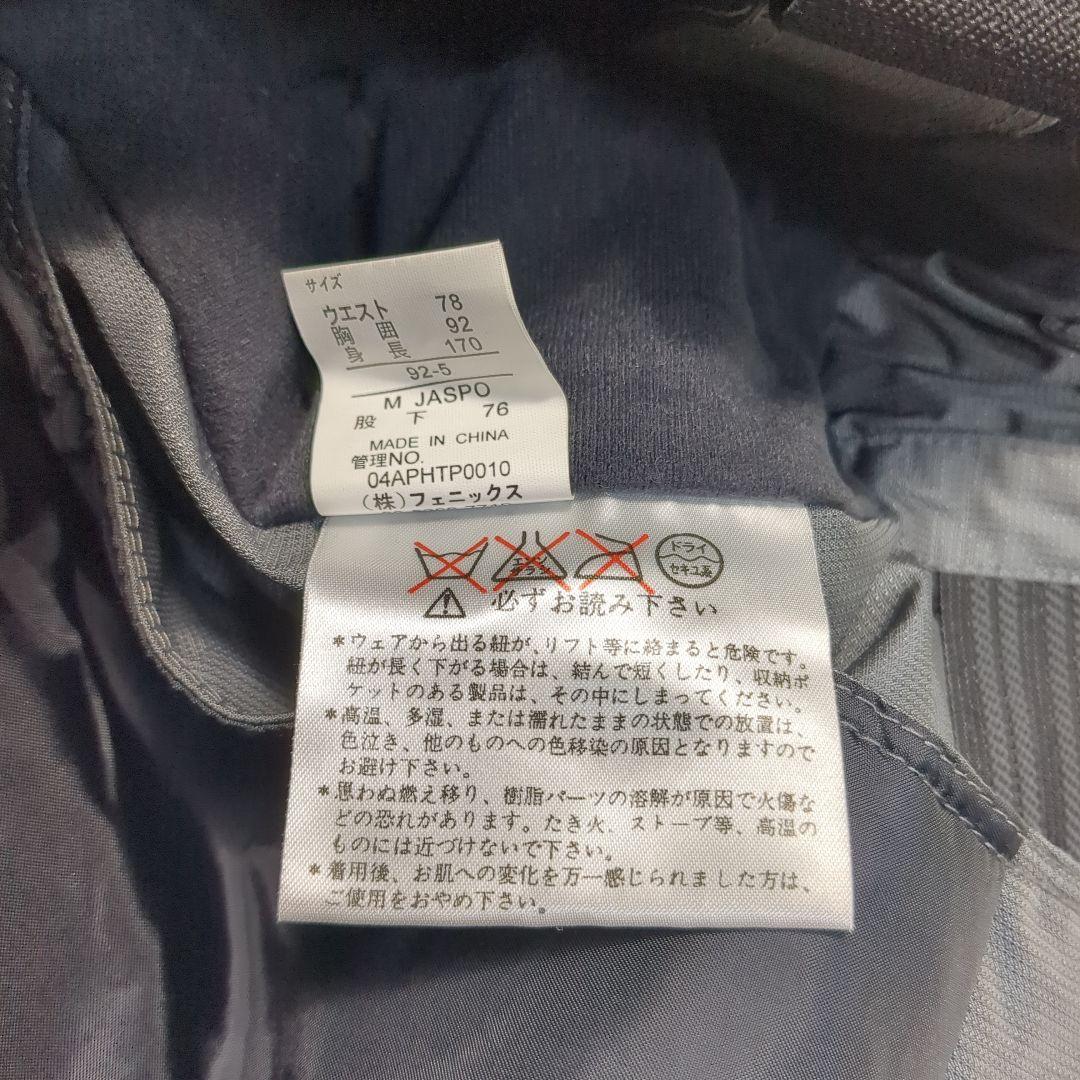 サイズ
ウエスト 78
胸囲 92
身長 170
92-5
M JASPO
股下 76
MADE IN CHINA
管理NO.
04APHTP0010
(株)フェニックス
エンソ サラシ
ドライ
セキユ系
必ずお読み下さい
*ウェアから出る紐が、リフト等に絡まると危険です。
紐が長く下がる場合は、結んで短くしたり、収納ポ
ケットのある製品は、その中にしまってください。
*高温、多湿、または濡れたままの状態での放置は、
色泣き、他のものへの色移染の原因となりますので
お避け下さい。
*思わぬ燃え移り、樹脂パーツの溶解が原因で火傷な
どの恐れがあります。たき火、ストーブ等、高温の
ものには近づけないで下さい。
*着用後、お肌への変化を万一感じられました方は、
ご使用をおやめ下さい。